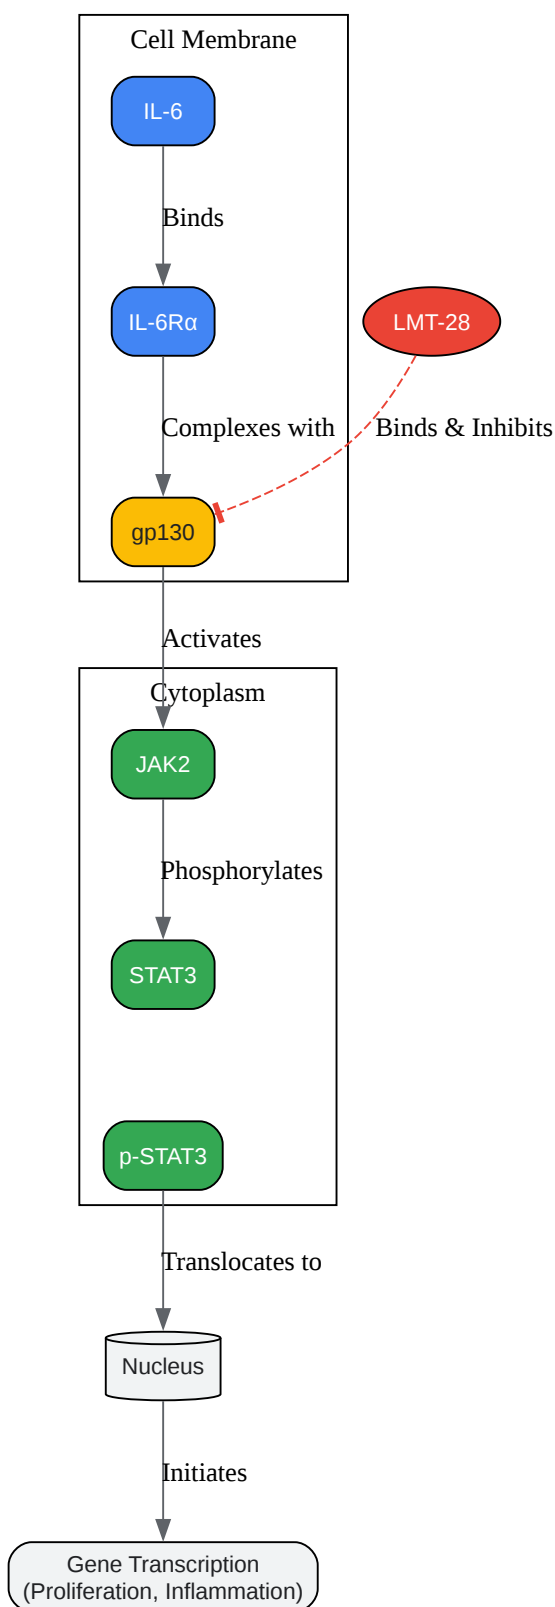 Cell Membrane
IL-6
Binds
IL-6Rα
LMT-28
Complexes with
Binds & Inhibits
gp130
Activates
Cytoplasm
JAK2
Phosphorylates
STAT3
p-STAT3
Translocates to
Nucleus
Initiates
Gene Transcription
(Proliferation, Inflammation)